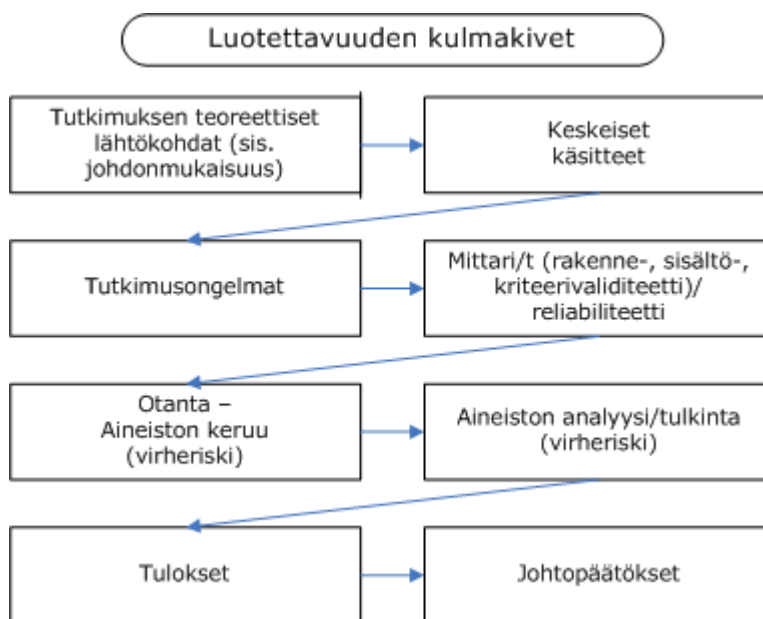 Luotettavuuden kulmakivet
Tutkimuksen teoreettiset
lähtökohdat (sis.
johdonmukaisuus)
Keskeiset
käsitteet
Tutkimusongelmat
Mittari/t (rakenne-, sisältö-,
kriteerivaliditeetti)/
reliabiliteetti
Otanta –
Aineiston keruu
(virheriski)
Aineiston analyysi/tulkinta
(virheriski)
Tulokset
Johtopäätökset